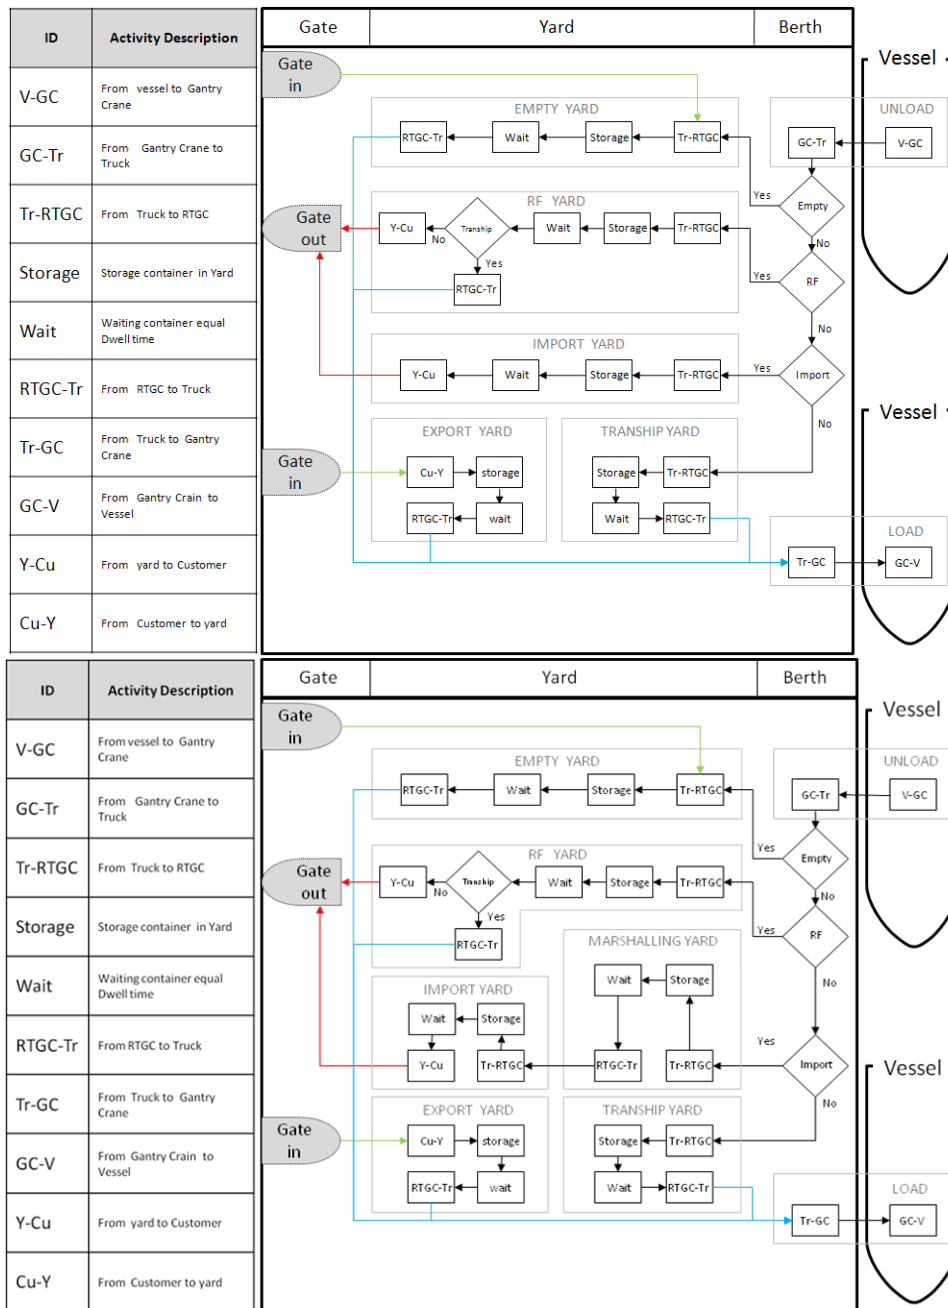 ID Activity Description
V-GC From vessel to Gantry
Crane
GC-Tr From Gantry Crane to
Truck
Tr-RTGC From Truck to RTGC
Storage Storage container in Yard
Wait Waiting container equal
Dwell time
RTGC-Tr From RTGC to Truck
Tr-GC From Truck to Gantry
Crane
GC-V From Gantry Crain to
Vessel
Y-Cu From yard to Customer
Cu-Y From Customer to yard
Gate Yard Berth
Vessel
Gate
in
EMPTY YARD UNLOAD
RTGC-Tr Wait Storage Tr-RTGC GC-Tr V-GC
Yes Empty
No
RF YARD
Gate
out
Y-Cu No Tranship Wait Storage Tr-RTGC
Yes
Yes RF
RTGC-Tr
No
IMPORT YARD
Y-Cu Wait Storage Tr-RTGC Yes Import
No
Vessel
EXPORT YARD TRANSHIP YARD
Gate
in
Cu-Y storage Storage Tr-RTGC
RTGC-Tr wait Wait RTGC-Tr
LOAD
Tr-GC GC-V
ID Activity Description
V-GC From vessel to Gantry
Crane
GC-Tr From Gantry Crane to
Truck
Tr-RTGC From Truck to RTGC
Storage Storage container in Yard
Wait Waiting container equal
Dwell time
RTGC-Tr From RTGC to Truck
Tr-GC From Truck to Gantry
Crane
GC-V From Gantry Crain to
Vessel
Y-Cu From yard to Customer
Cu-Y From Customer to yard
Gate Yard Berth
Vessel
Gate
in
EMPTY YARD UNLOAD
RTGC-Tr Wait Storage Tr-RTGC GC-Tr V-GC
Yes Empty
No
RF YARD
Gate
out
Y-Cu No Tranship Wait Storage Tr-RTGC
Yes
Yes RF
RTGC-Tr
MARSHALLING YARD
Wait Storage No
IMPORT YARD
Wait Storage
Yes
Y-Cu Tr-RTGC RTGC-Tr Tr-RTGC Import
No
Vessel
EXPORT YARD TRANSHIP YARD
Gate
in
Cu-Y storage Storage Tr-RTGC
RTGC-Tr wait Wait RTGC-Tr
LOAD
Tr-GC GC-V